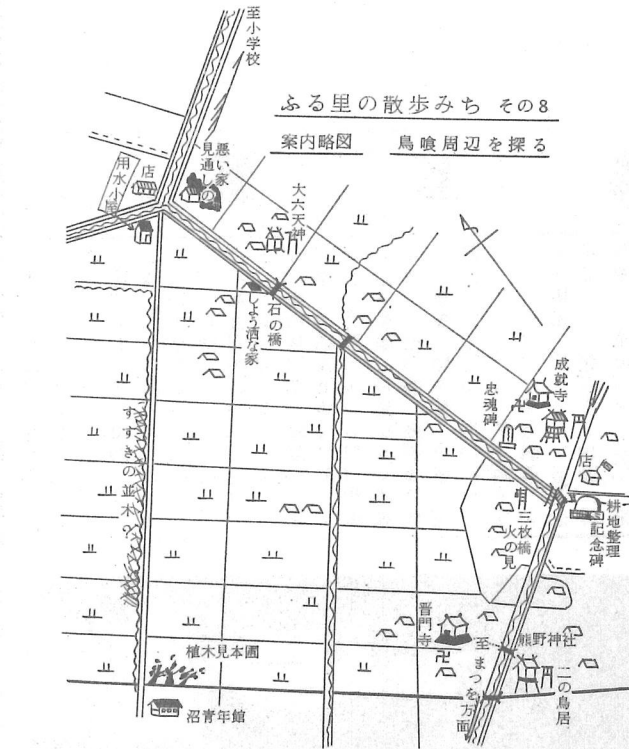 ふる里の散歩みち その8
案内略図 鳥喰周辺を探る
至小学校
見通しの
悪い家
店
用水小屋
大六天神
石の橋
しよう洒な家
すすきの並木?
成就寺
忠魂碑
店
三枚橋
火の見
耕地整理
記念碑
普門寺
至まつを方面
熊野神社
二の鳥居
植木見本圃
沼青年館